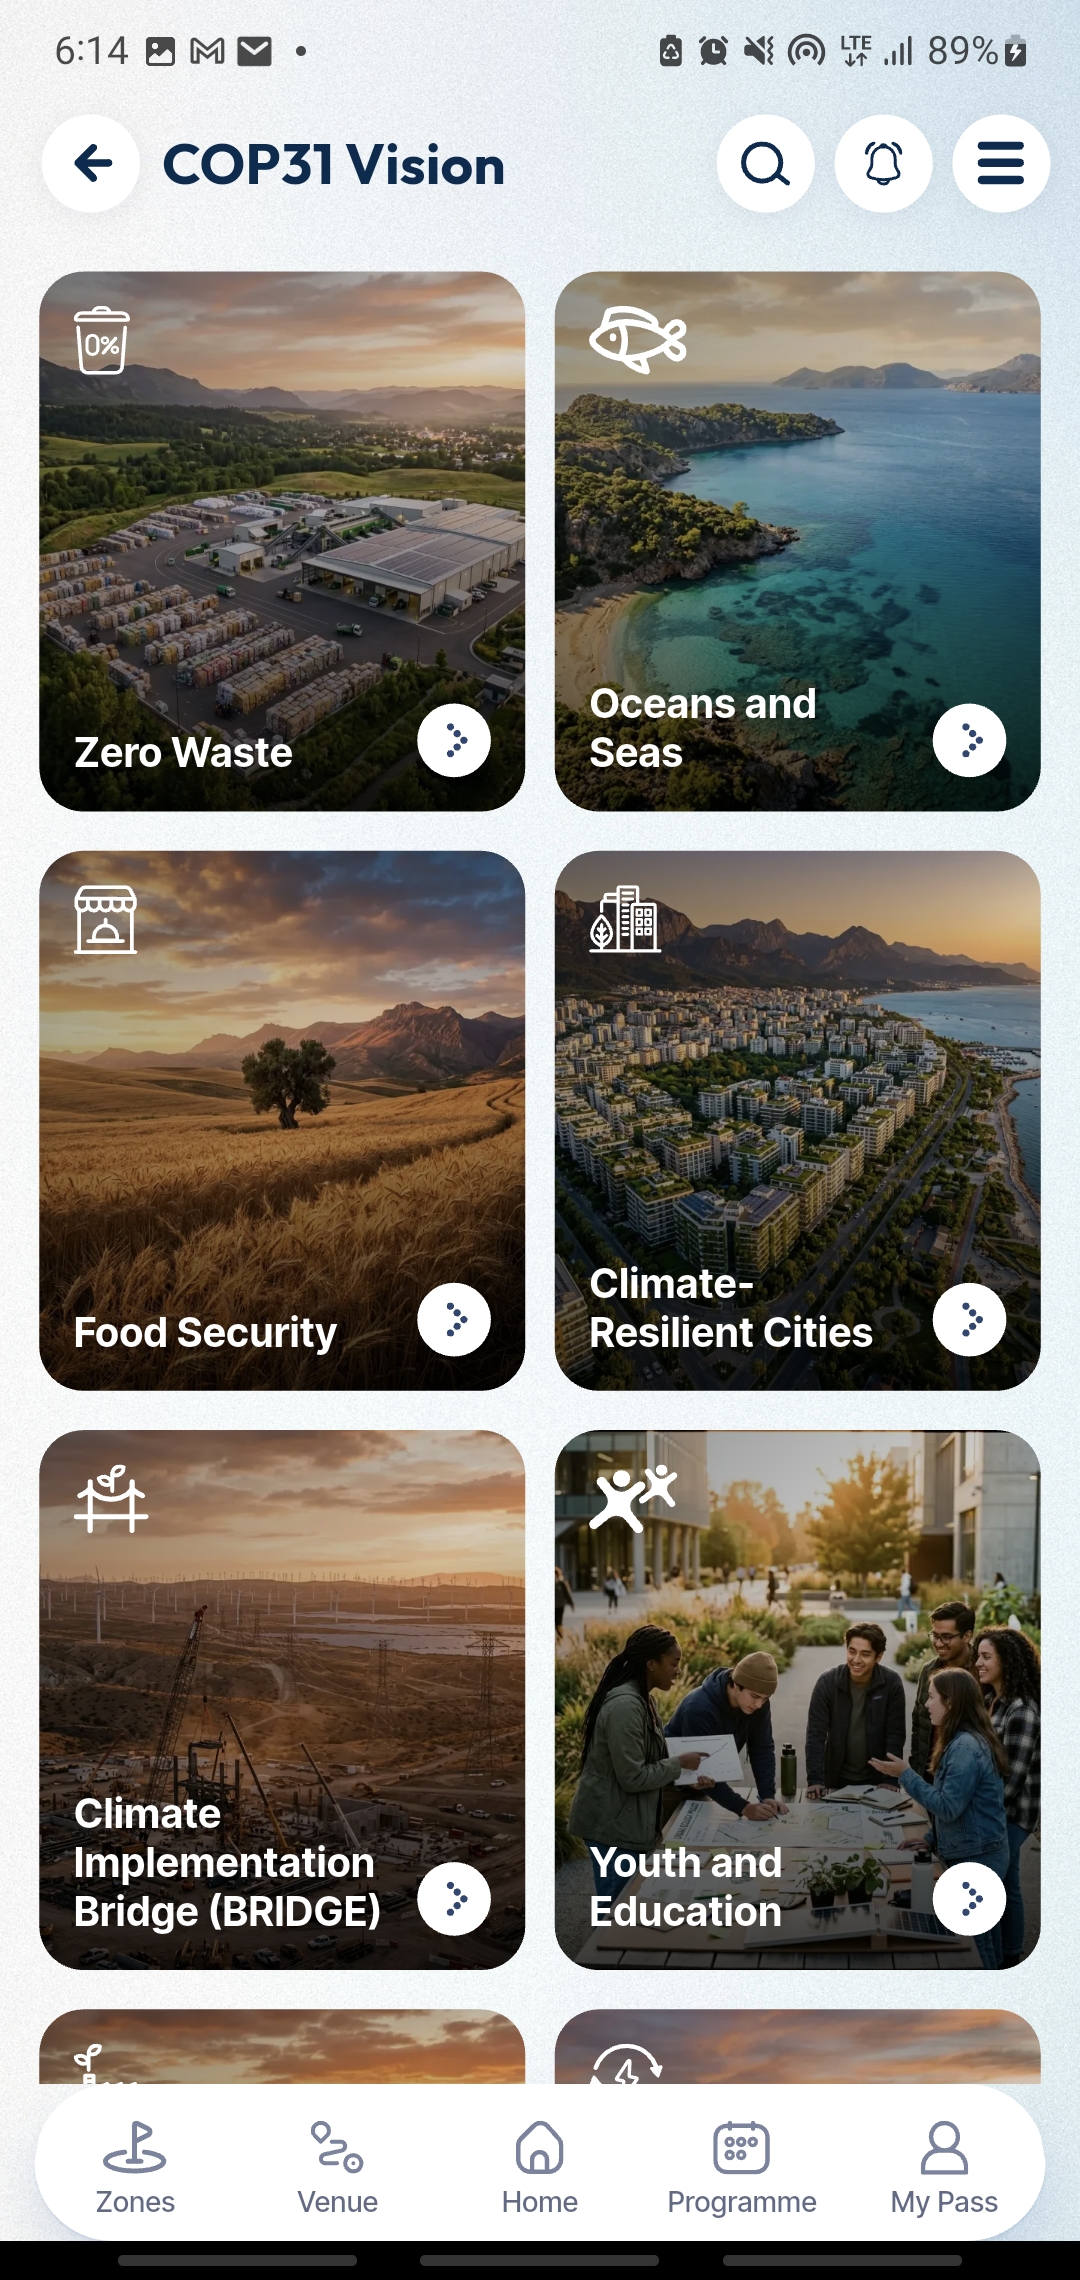 6:14
LTE
89%
COP31 Vision
0%
Zero Waste
Oceans and
Seas
Food Security
Climate-
Resilient Cities
Climate
Implementation
Bridge (BRIDGE)
Youth and
Education
Zones
Venue
Home
Programme
My Pass